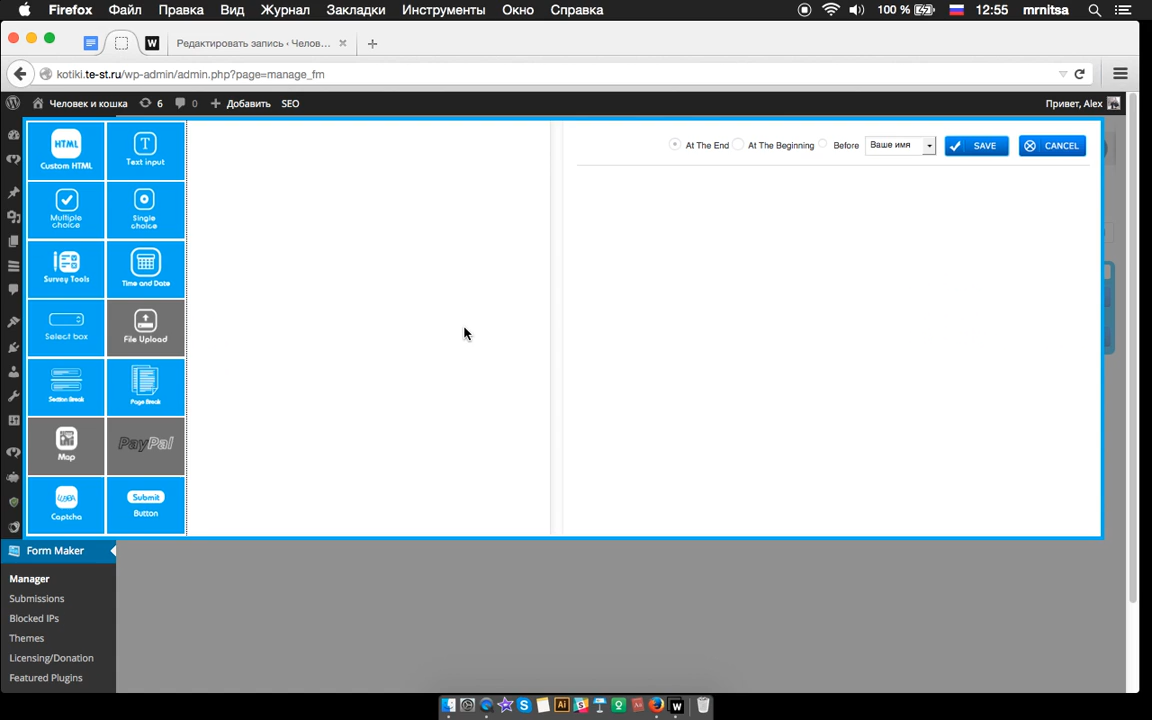 Firefox Файл Правка Вид Журнал Закладки Инструменты Окно Справка 100 % 12:55 mrnitsa
W Редактировать запись ‹ Челов...
kotiki.te-st.ru/wp-admin/admin.php?page=manage_fm
Человек и кошка 6 0 Добавить SEO Привет, Alex
HTML
Custom HTML
T
Text input
At The End At The Beginning Before Ваше имя SAVE CANCEL
Multiple
choice
Single
choice
Survey Tools
Time and Date
Select box
File Upload
Section Break
Page Break
Map
PayPal
Captcha
Submit
Button
Form Maker
Manager
Submissions
Blocked IPs
Themes
Licensing/Donation
Featured Plugins